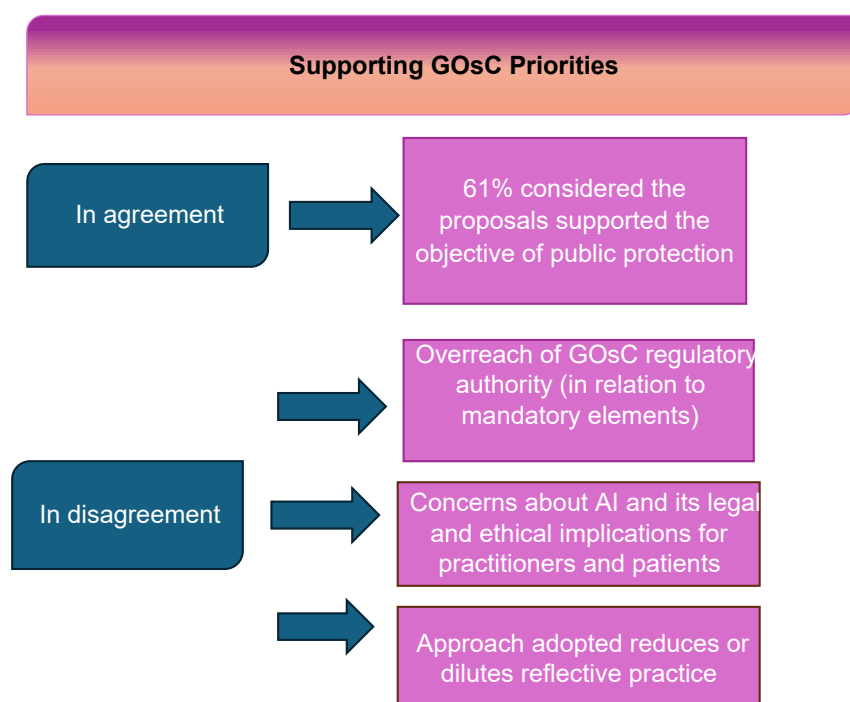 Supporting GOsC Priorities
In agreement
61% considered the
proposals supported the
objective of public protection
Overreach of GOsC regulatory
authority (in relation to
mandatory elements)
In disagreement
Concerns about AI and its legal
and ethical implications for
practitioners and patients
Approach adopted reduces or
dilutes reflective practice